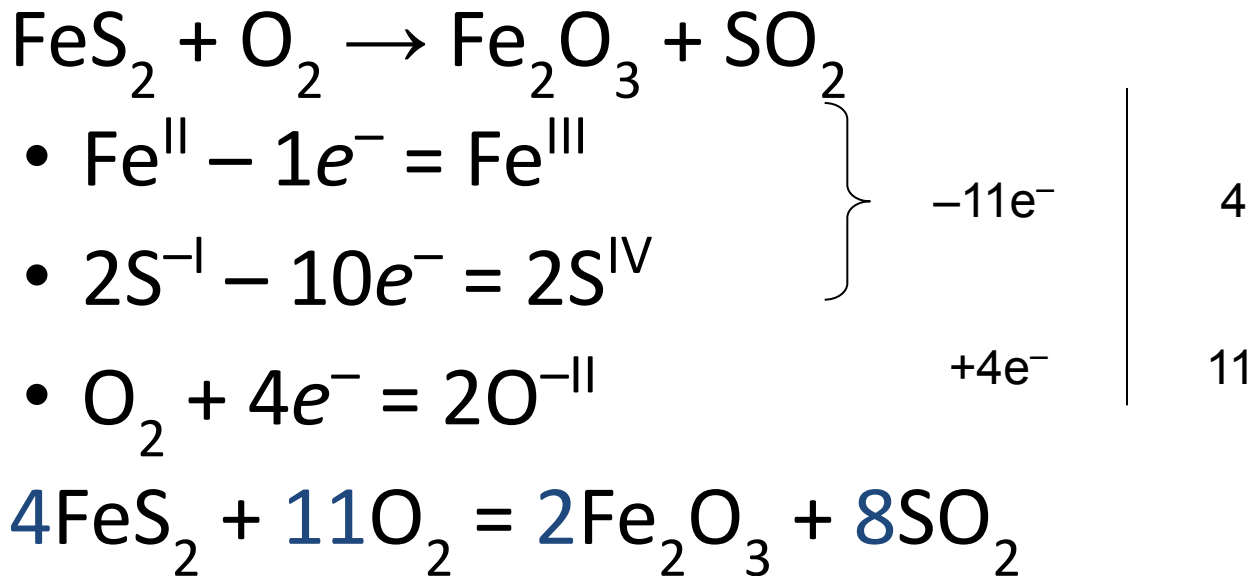 FeS₂ + O₂ → Fe₂O₃ + SO₂
• Feᴵᴵ – 1e⁻ = Feᴵᴵᴵ
–11e⁻ 4
• 2S⁻ᴵ – 10e⁻ = 2Sᴵⱽ
• O₂ + 4e⁻ = 2O⁻ᴵᴵ +4e⁻ 11
4FeS₂ + 11O₂ = 2Fe₂O₃ + 8SO₂